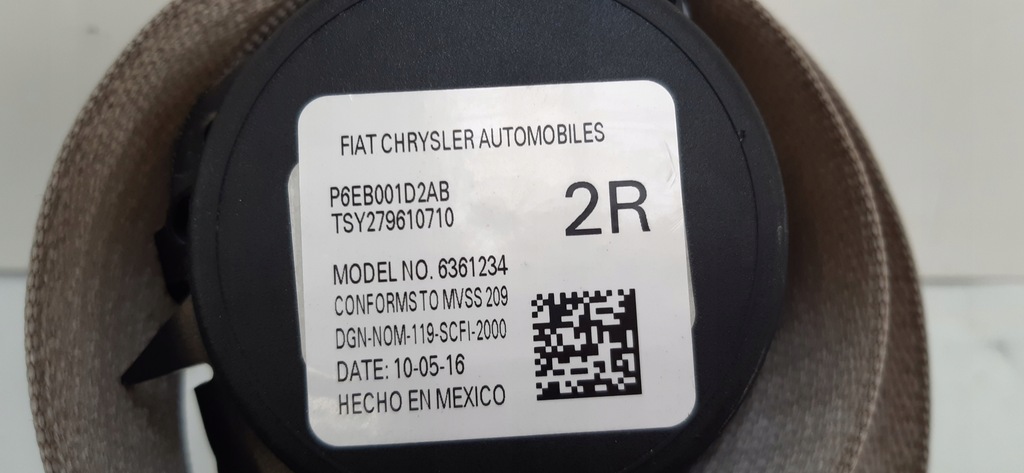 FIAT CHRYSLER AUTOMOBILES
P6EB001D2AB
TSY279610710
2R
MODEL NO. 6361234
CONFORMS TO MVSS 209
DGN-NOM-119-SCFI-2000
DATE: 10-05-16
HECHO EN MEXICO